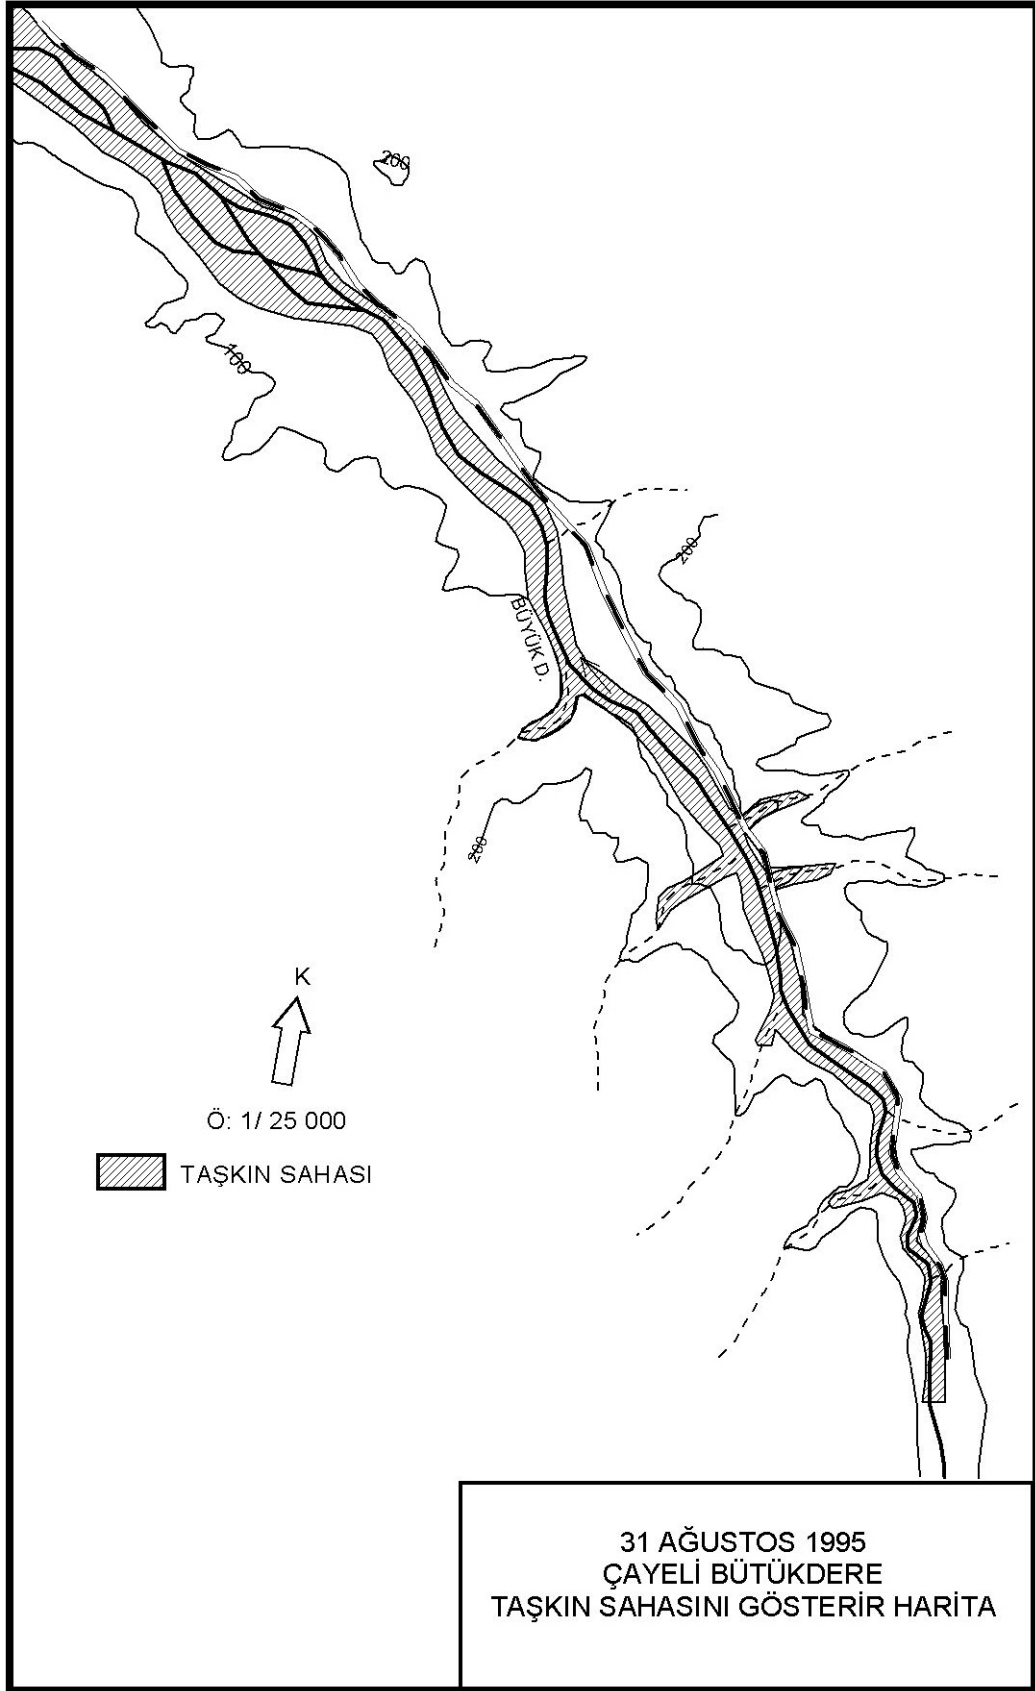 200
100
200
BÜYÜK D.
200
K
Ö: 1/ 25 000
TAŞKIN SAHASI
31 AĞUSTOS 1995
ÇAYELİ BÜTÜKDERE
TAŞKIN SAHASINI GÖSTERİR HARİTA